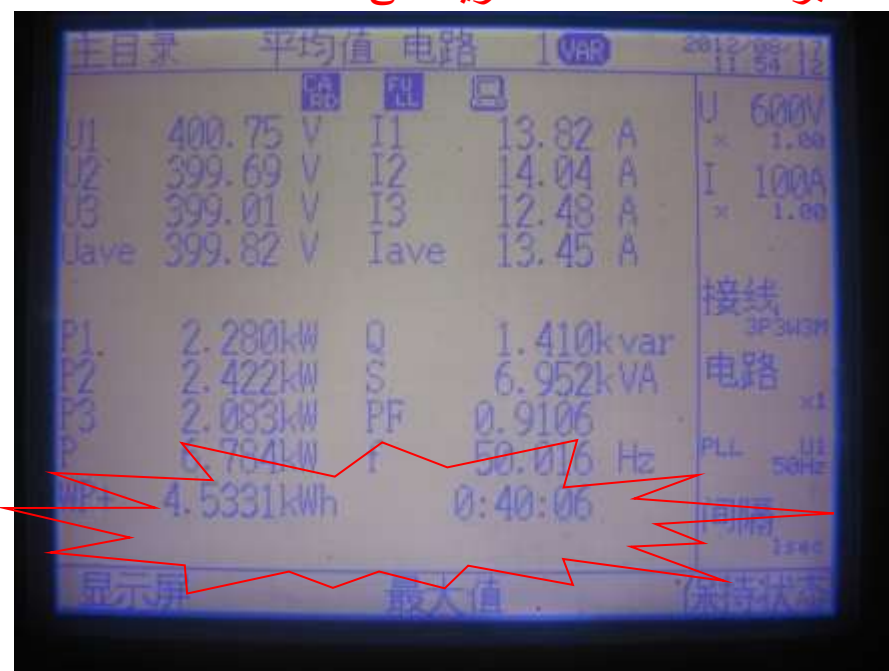 主目录 平均值 电路 1 VAR 2012/08/17
11 54 12
CARD FULL
U1 400.75 V I1 13.82 A
U2 399.69 V I2 14.04 A
U3 399.01 V I3 12.48 A
Uave 399.82 V Iave 13.45 A
P1 2.280kW Q 1.410kvar
P2 2.422kW S 6.952kVA
P3 2.083kW PF 0.9106
P 6.784kW f 50.016 Hz
WP+ 4.5331kWh 0:40:06
U 600V
× 1.00
I 100A
× 1.00
接线
3P3W3M
电路
×1
PLL U1
50Hz
间隔
1sec
显示屏 最大值 保持状态